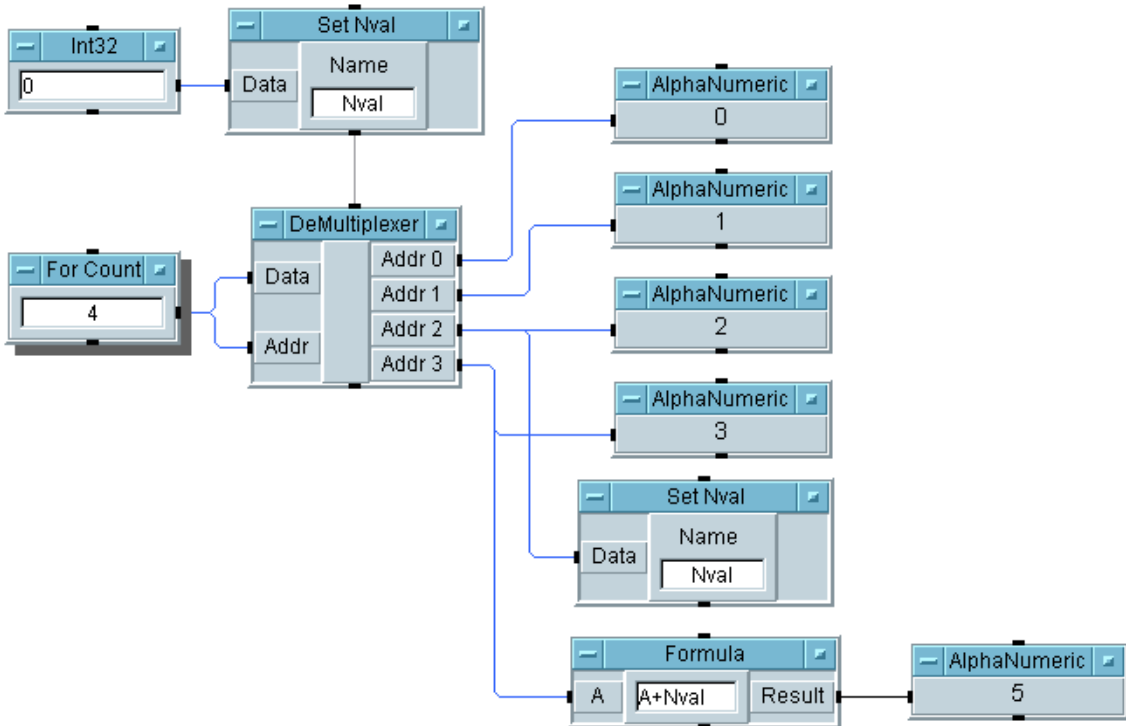 Int32
0
Set Nval
Name
Data
Nval
AlphaNumeric
0
AlphaNumeric
1
For Count
4
DeMultiplexer
Data
Addr
Addr 0
Addr 1
Addr 2
Addr 3
AlphaNumeric
2
AlphaNumeric
3
Set Nval
Name
Data
Nval
Formula
A
A+Nval
Result
AlphaNumeric
5